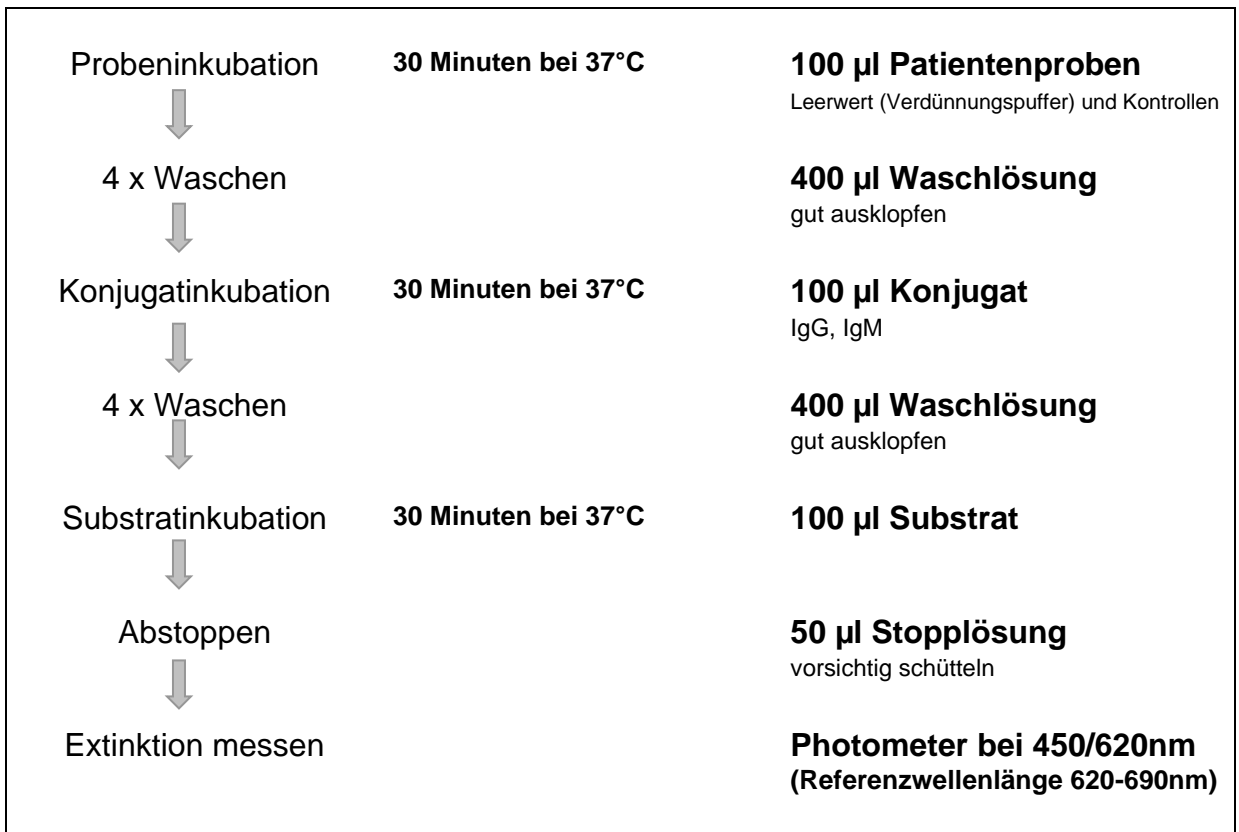 Probeninkubation 30 Minuten bei 37°C 100 µl Patientenproben
Leerwert (Verdünnungspuffer) und Kontrollen
4 x Waschen 400 µl Waschlösung
gut ausklopfen
Konjugatinkubation 30 Minuten bei 37°C 100 µl Konjugat
IgG, IgM
4 x Waschen 400 µl Waschlösung
gut ausklopfen
Substratinkubation 30 Minuten bei 37°C 100 µl Substrat
Abstoppen 50 µl Stopplösung
vorsichtig schütteln
Extinktion messen Photometer bei 450/620nm
(Referenzwellenlänge 620-690nm)